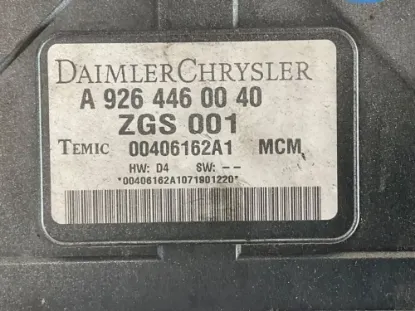 DAIMLERCHRYSLER
A 926 446 00 40
ZGS 001
TEMIC 00406162A1 MCM
HW: D4 SW: --
*00406162A1071901220*